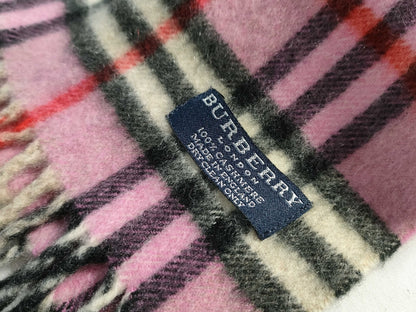 BURBERRY
LONDON
100% CASHMERE
MADE IN ENGLAND
DRY CLEAN ONLY